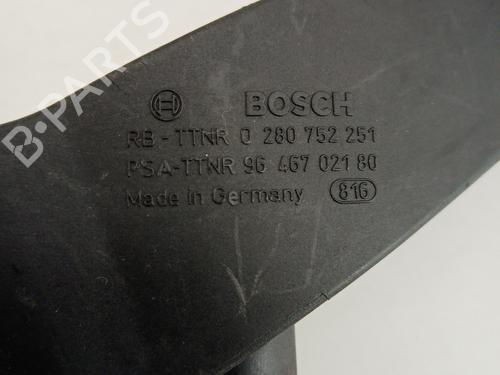 BOSCH
RB-TTNR 0 280 752 251
PSA-TTNR 96 467 021 80
Made in Germany 816
B-Parts